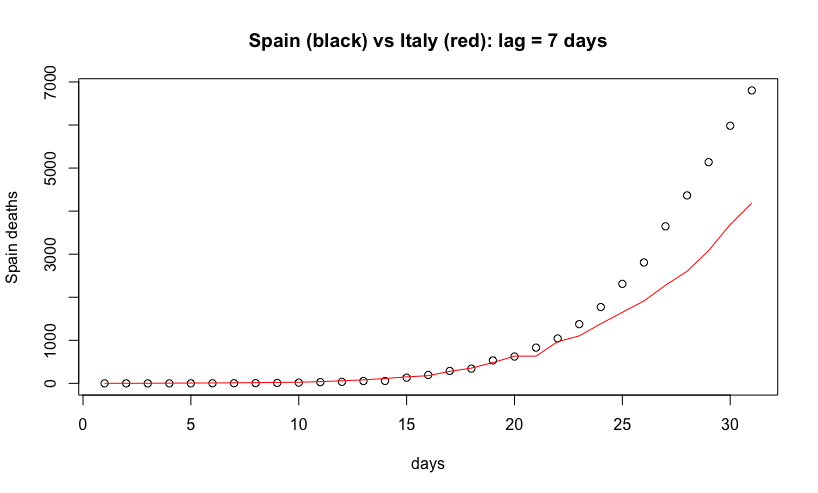 Spain (black) vs Italy (red): lag = 7 days
7000
5000
3000
1000
0
Spain deaths
0 5 10 15 20 25 30
days